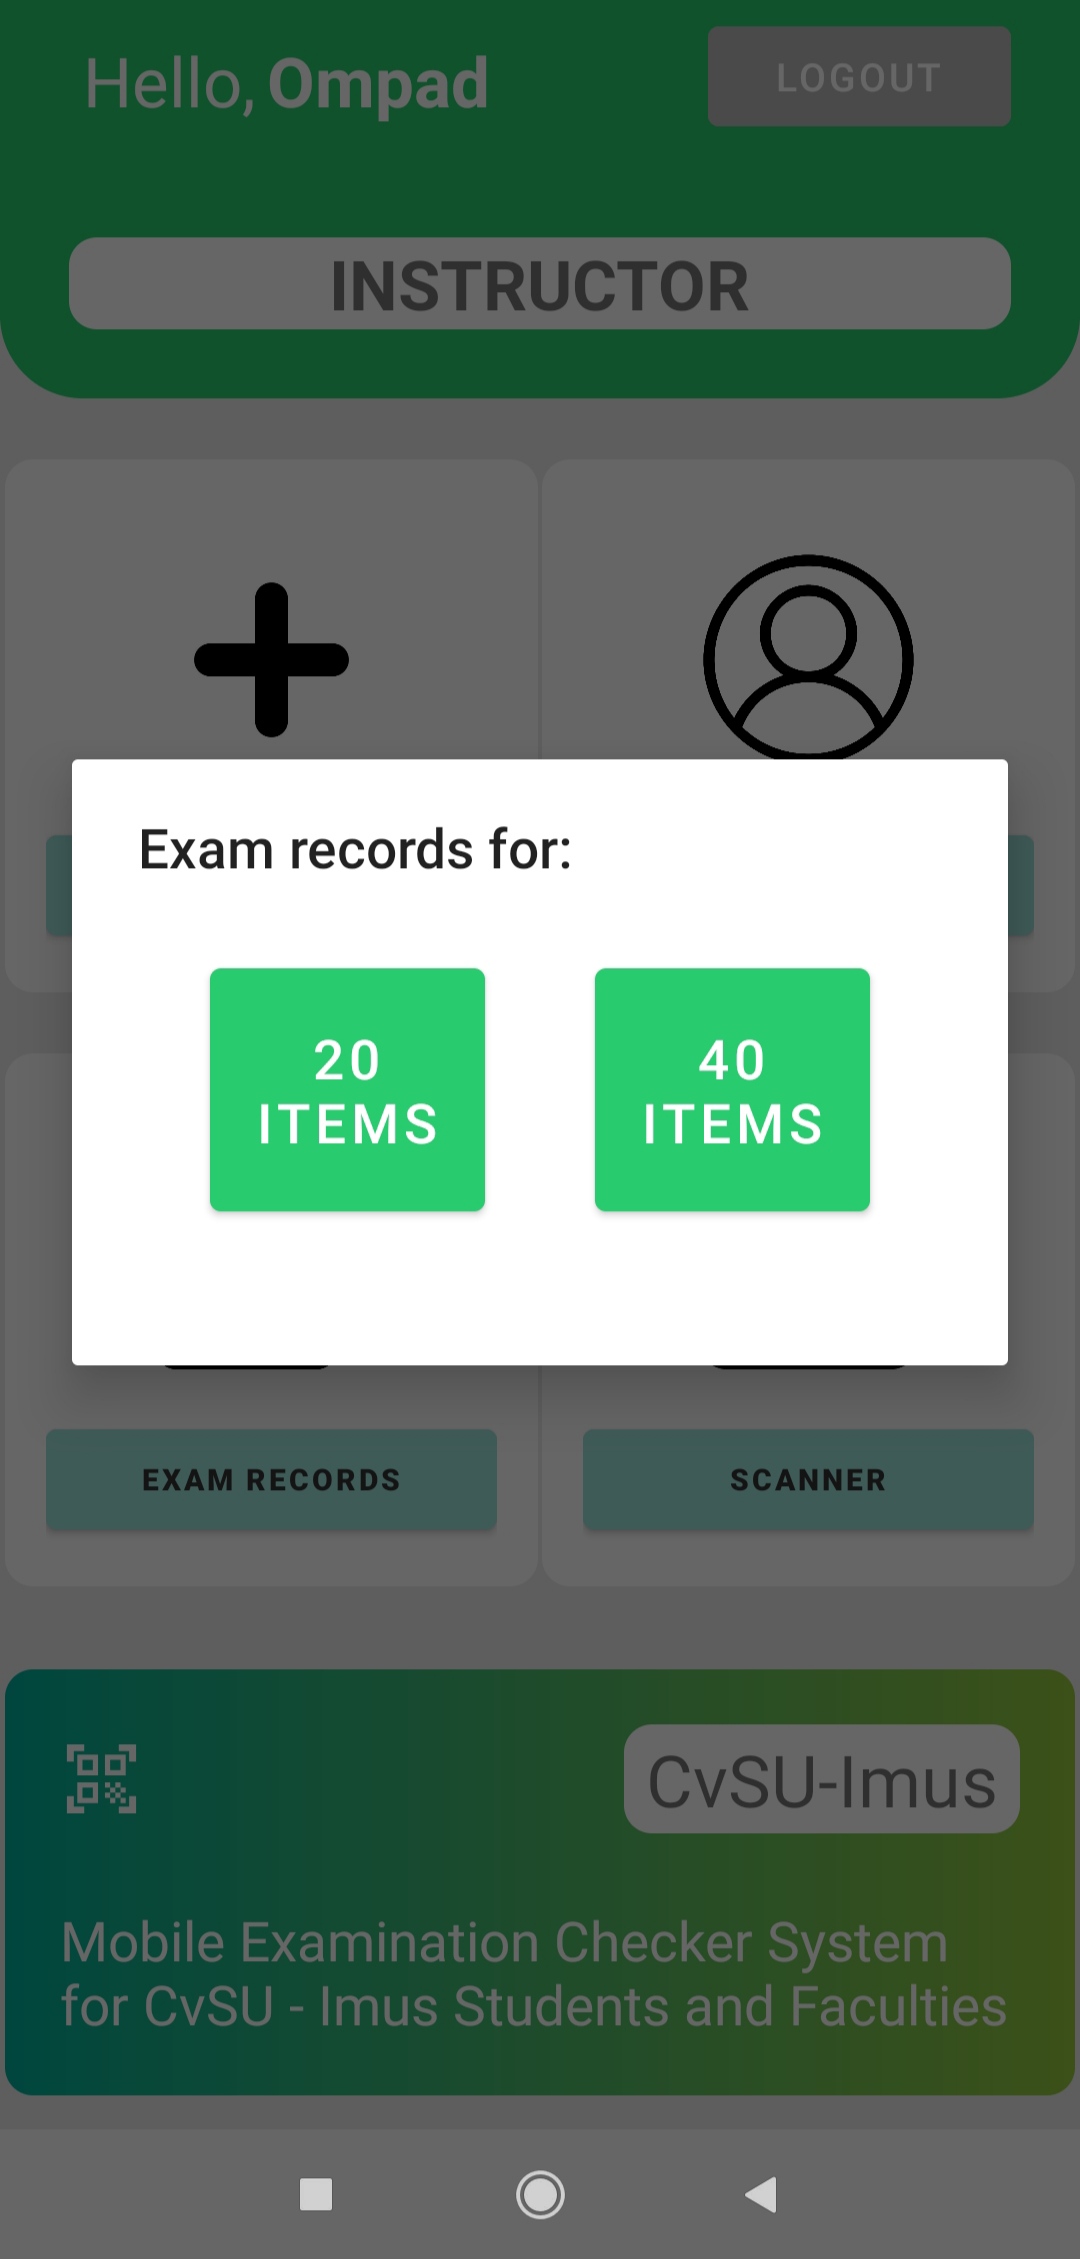 Hello, Ompad
LOGOUT
INSTRUCTOR
Exam records for:
20
ITEMS
40
ITEMS
EXAM RECORDS
SCANNER
CvSU-Imus
Mobile Examination Checker System
for CvSU - Imus Students and Faculties